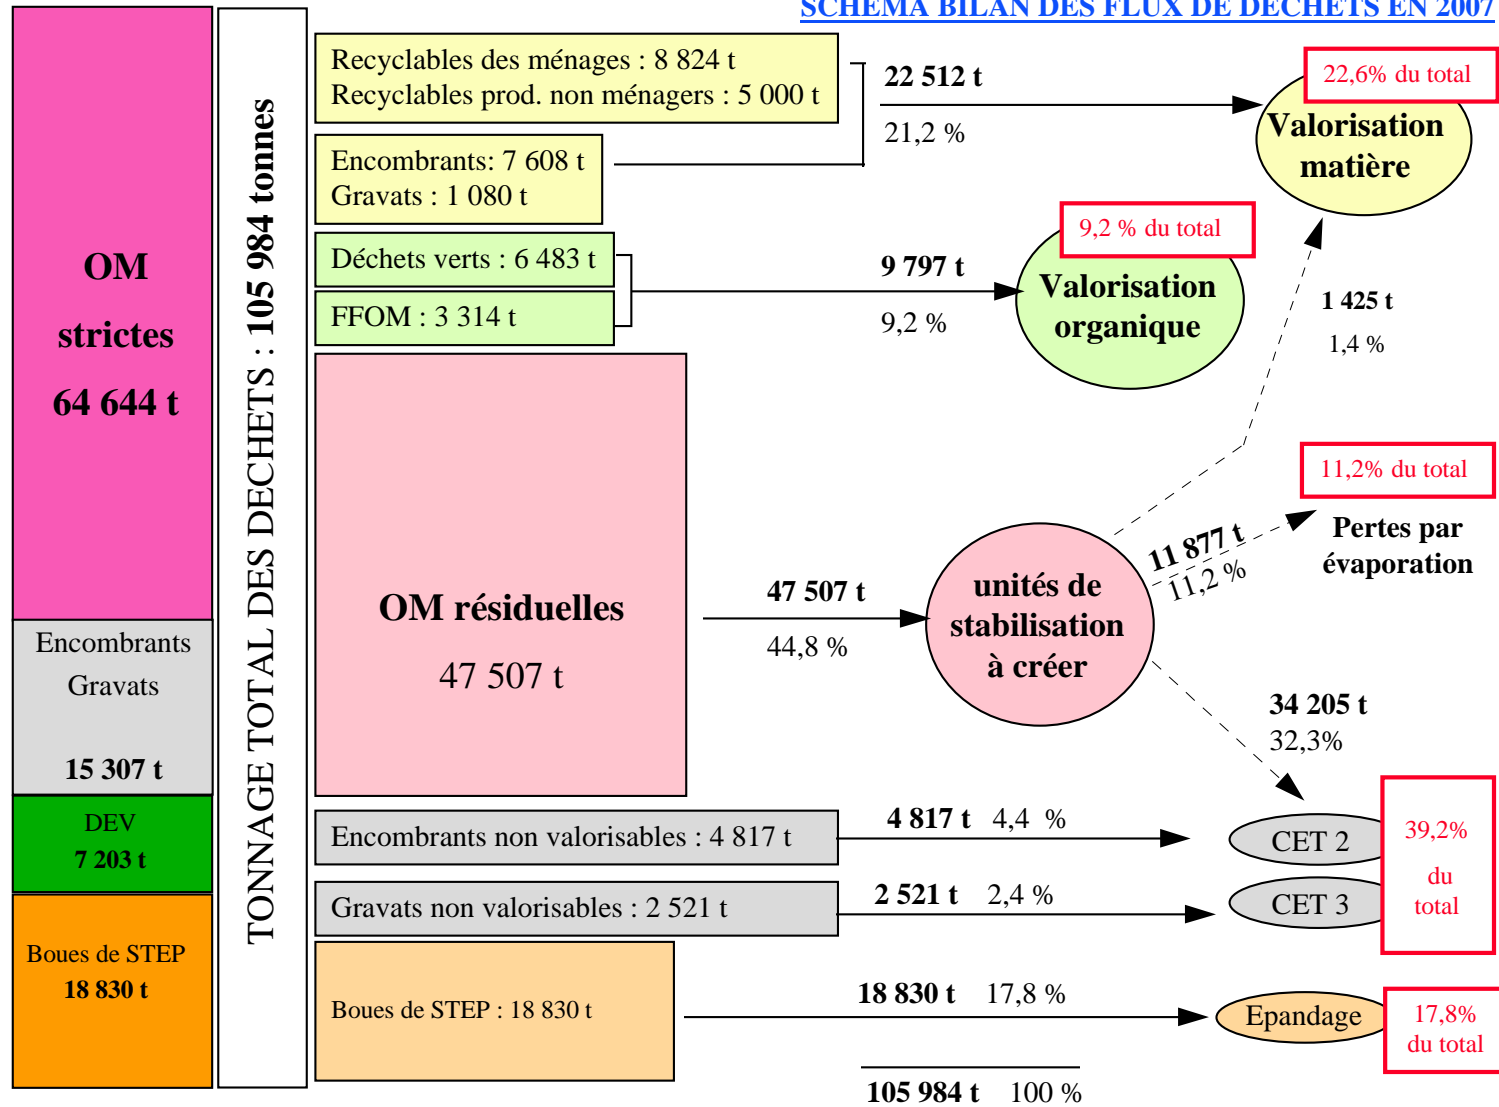 SCHEMA BILAN DES FLUX DE DECHETS EN 2007
OM
strictes
64 644 t
Encombrants
Gravats
15 307 t
DEV
7 203 t
Boues de STEP
18 830 t
TONNAGE TOTAL DES DECHETS : 105 984 tonnes
Recyclables des ménages : 8 824 t
Recyclables prod. non ménagers : 5 000 t
Encombrants: 7 608 t
Gravats : 1 080 t
22 512 t
21,2 %
22,6% du total
Valorisation
matière
Déchets verts : 6 483 t
FFOM : 3 314 t
9 797 t
9,2 %
9,2 % du total
Valorisation
organique
1 425 t
1,4 %
OM résiduelles
47 507 t
47 507 t
44,8 %
unités de
stabilisation
à créer
11 877 t
11,2 %
11,2% du total
Pertes par
évaporation
34 205 t
32,3%
Encombrants non valorisables : 4 817 t
4 817 t 4,4 %
CET 2
Gravats non valorisables : 2 521 t
2 521 t 2,4 %
CET 3
39,2%
du
total
Boues de STEP : 18 830 t
18 830 t 17,8 %
Epandage
17,8%
du total
105 984 t 100 %